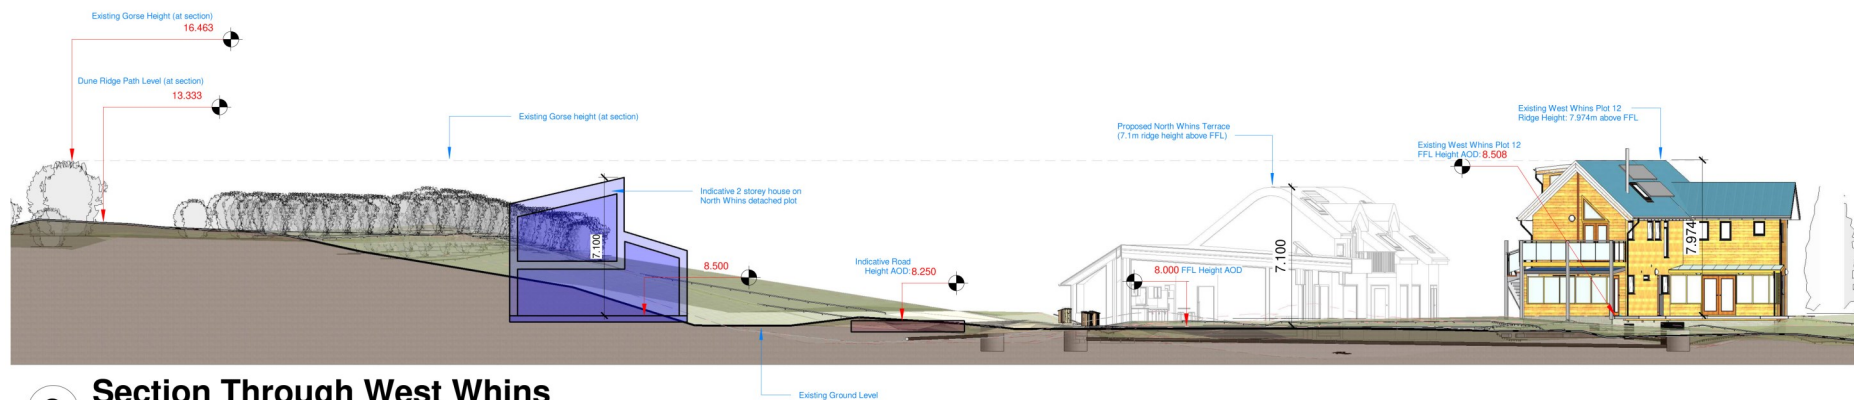 Existing Gorse Height (at section)
16.463
Dune Ridge Path Level (at section)
13.333
Existing Gorse height (at section)
Indicative 2 storey house on
North Whins detached plot
7.100
8.500
Indicative Road
Height AOD: 8.250
Existing Ground Level
Proposed North Whins Terrace
(7.1m ridge height above FFL)
8.000 FFL Height AOD
7.100
Existing West Whins Plot 12
Ridge Height: 7.974m above FFL
Existing West Whins Plot 12
FFL Height AOD: 8.508
7.974
Section Through West Whins